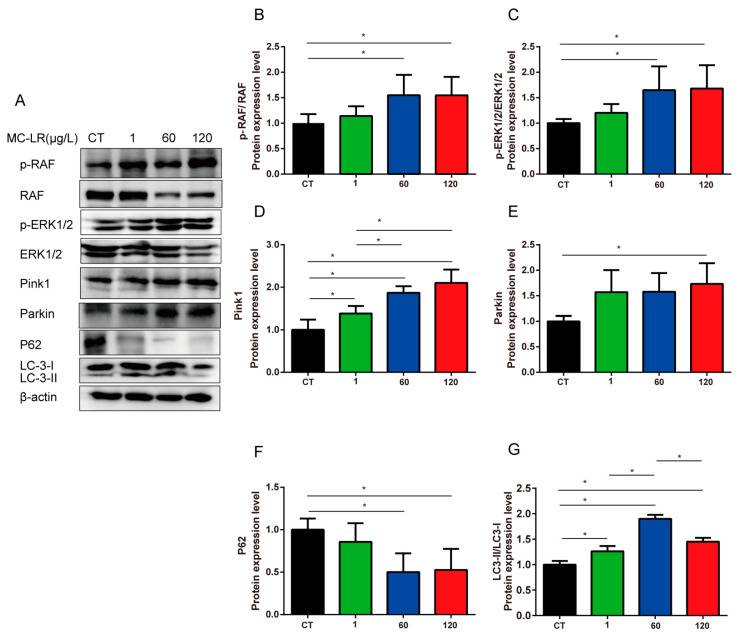 A
MC-LR(μg/L) CT 1 60 120
p-RAF
RAF
p-ERK1/2
ERK1/2
Pink1
Parkin
P62
LC-3-I
LC-3-II
β-actin
B
p-RAF/ RAF
Protein expression level
2.5
2.0
1.5
1.0
0.5
0.0
*
*
CT 1 60 120
C
p-ERK1/2/ERK1/2
Protein expression level
2.5
2.0
1.5
1.0
0.5
0.0
*
*
CT 1 60 120
D
Pink1
Protein expression level
3.0
2.0
1.0
0.0
*
*
*
*
*
CT 1 60 120
E
Parkin
Protein expression level
2.5
2.0
1.5
1.0
0.5
0.0
*
CT 1 60 120
F
P62
Protein expression level
1.5
1.0
0.5
0.0
*
*
CT 1 60 120
G
LC3-II/LC3-I
Protein expression level
2.5
2.0
1.5
1.0
0.5
0.0
*
*
*
*
*
CT 1 60 120